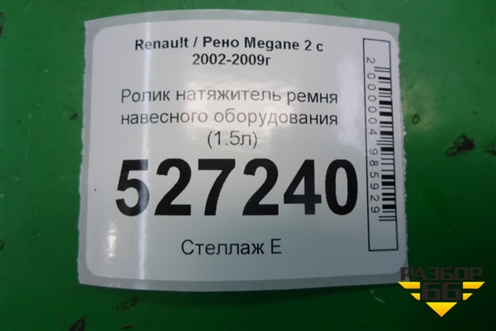 Renault / Рено Megane 2 с
2002-2009г
Ролик натяжитель ремня
навесного оборудования
(1.5л)
527240
Стеллаж Е
2000004985929
РАЗБОР
66